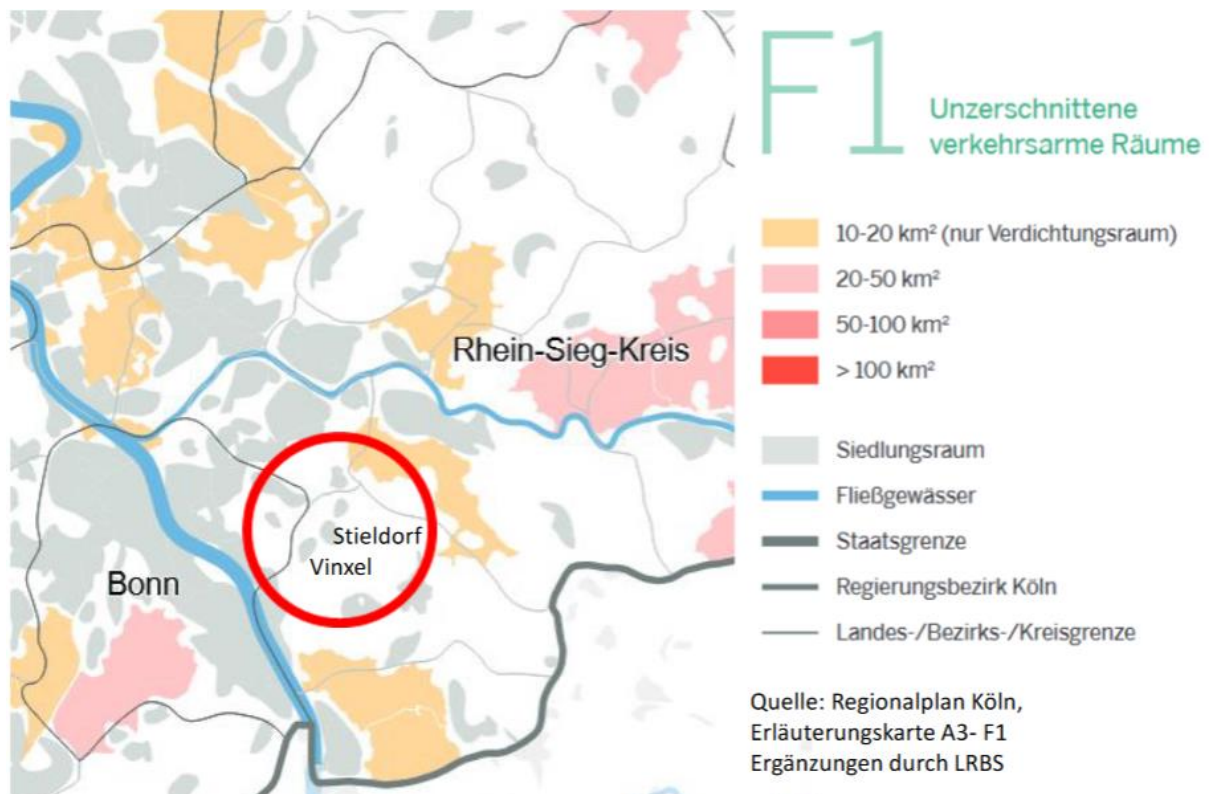 F1
Unzerschnittene
verkehrsarme Räume
10-20 km² (nur Verdichtungsraum)
20-50 km²
50-100 km²
> 100 km²
Siedlungsraum
Fließgewässer
Staatsgrenze
Regierungsbezirk Köln
Landes-/Bezirks-/Kreisgrenze
Rhein-Sieg-Kreis
Stieldorf
Vinxel
Bonn
Quelle: Regionalplan Köln,
Erläuterungskarte A3- F1
Ergänzungen durch LRBS